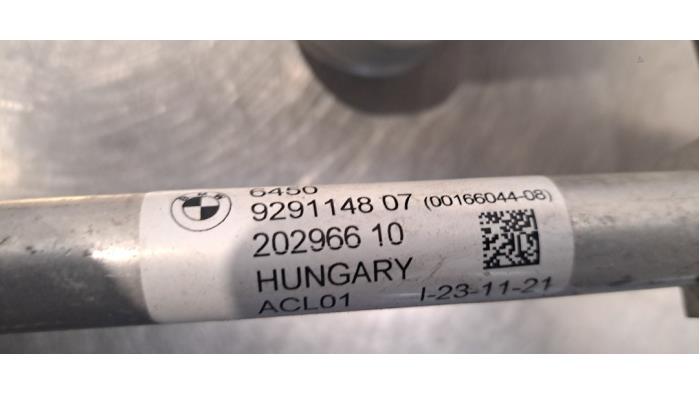 6450
9291148 07 (00166044-08)
202966 10
HUNGARY
ACL01 I-23-11-21